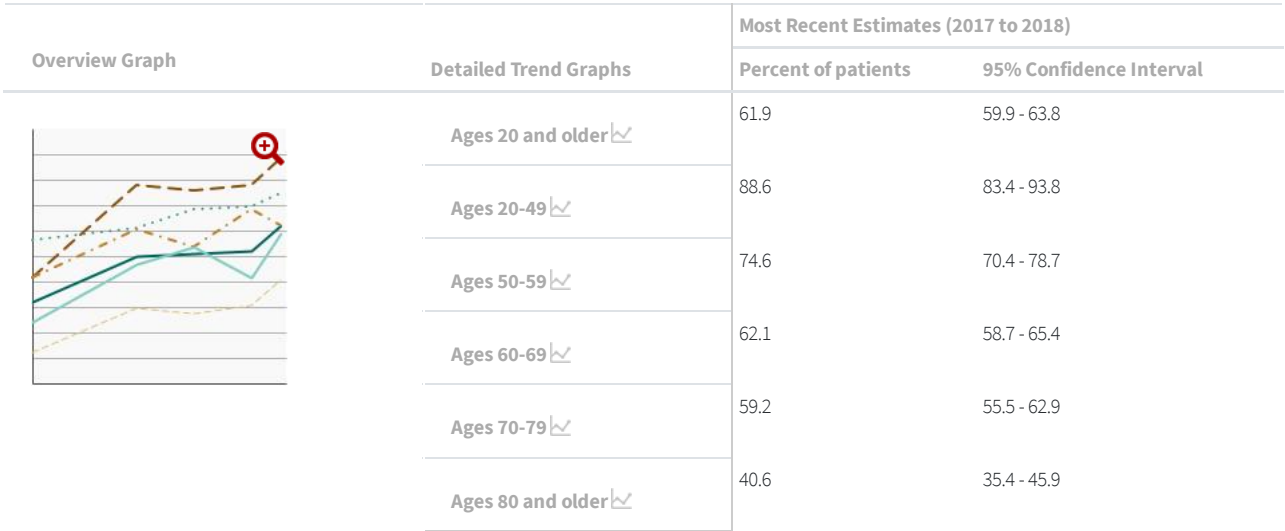 Most Recent Estimates (2017 to 2018)
Overview Graph
Detailed Trend Graphs
Percent of patients
95% Confidence Interval
Ages 20 and older
61.9
59.9 - 63.8
Ages 20-49
88.6
83.4 - 93.8
Ages 50-59
74.6
70.4 - 78.7
Ages 60-69
62.1
58.7 - 65.4
Ages 70-79
59.2
55.5 - 62.9
Ages 80 and older
40.6
35.4 - 45.9